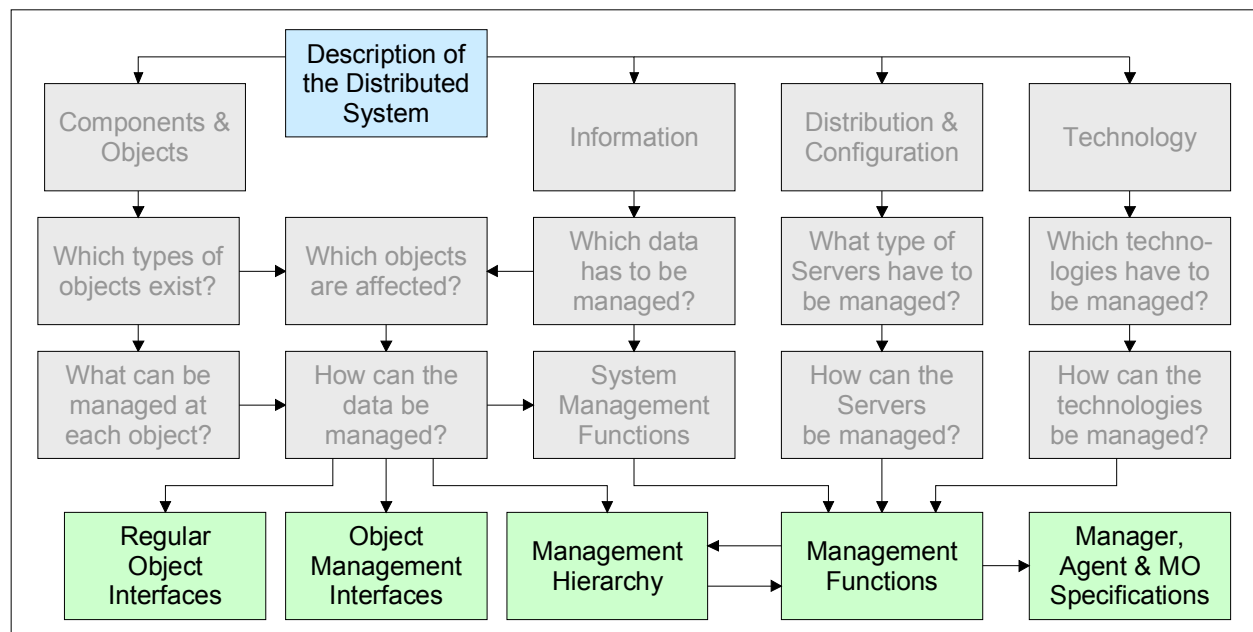 Description of
the Distributed
System
Components &
Objects
Information
Distribution &
Configuration
Technology
Which types of
objects exist?
Which objects
are affected?
Which data
has to be
managed?
What type of
Servers have to
be managed?
Which techno-
logies have to
be managed?
What can be
managed at
each object?
How can the
data be
managed?
System
Management
Functions
How can the
Servers
be managed?
How can the
technologies
be managed?
Regular
Object
Interfaces
Object
Management
Interfaces
Management
Hierarchy
Management
Functions
Manager,
Agent & MO
Specifications